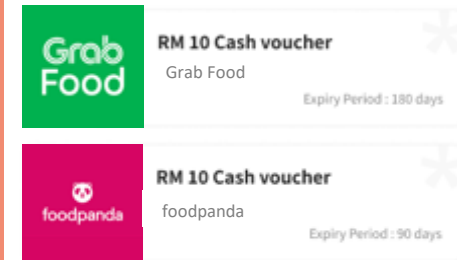 Grab
Food
RM 10 Cash voucher
Grab Food
Expiry Period : 180 days
foodpanda
RM 10 Cash voucher
foodpanda
Expiry Period : 90 days